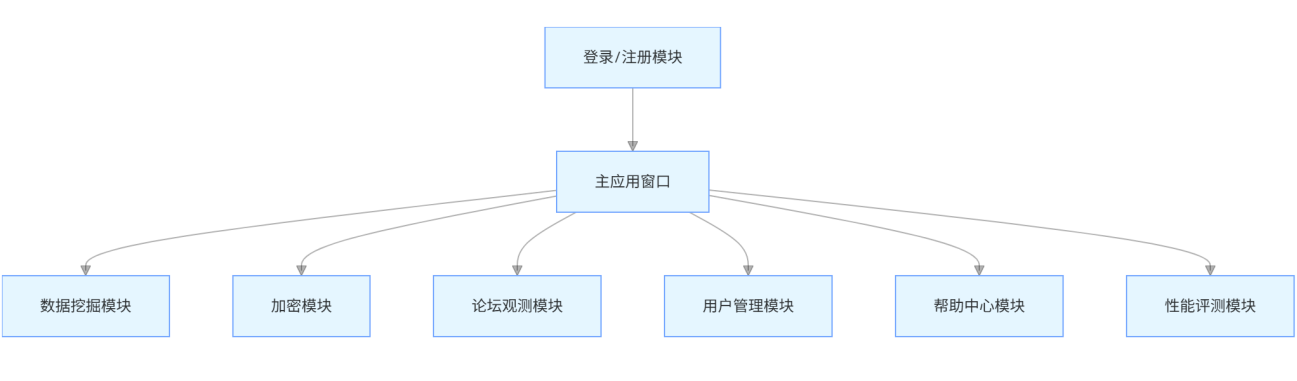 登录/注册模块
主应用窗口
数据挖掘模块
加密模块
论坛观测模块
用户管理模块
帮助中心模块
性能评测模块